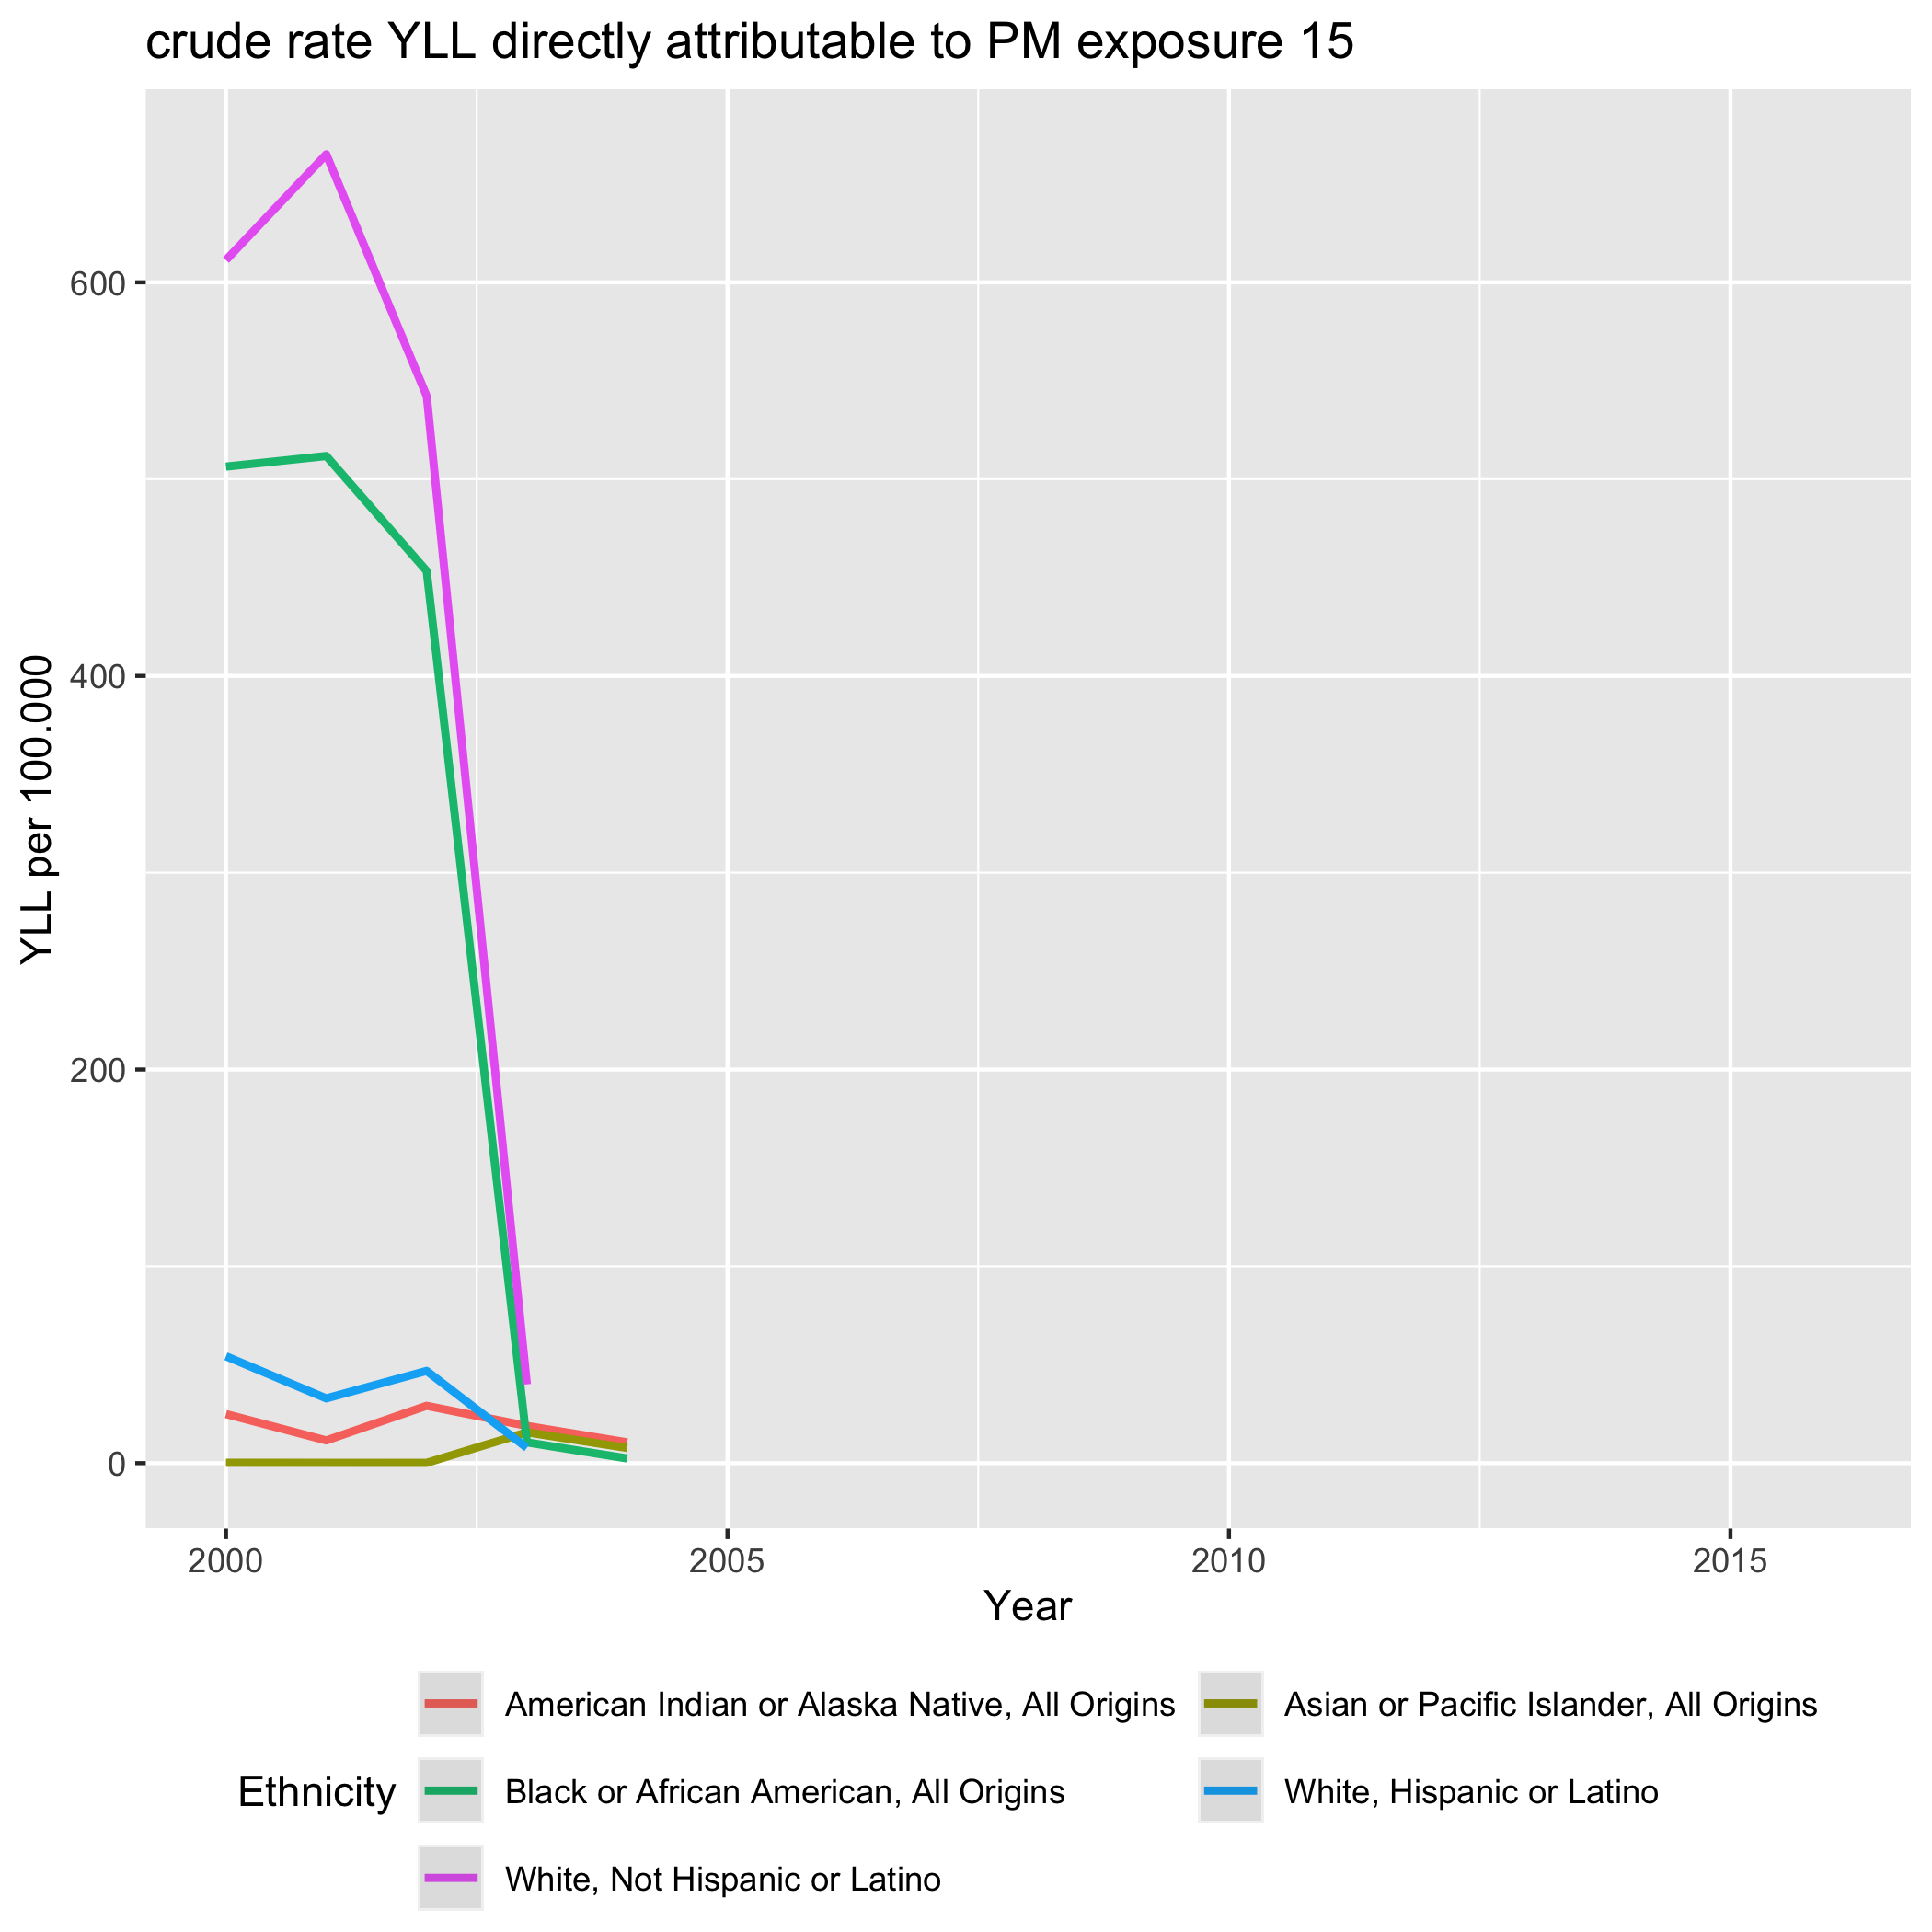 crude rate YLL directly attributable to PM exposure 15
YLL per 100.000
600
400
200
0
2000 2005 2010 2015
Year
Ethnicity
American Indian or Alaska Native, All Origins
Asian or Pacific Islander, All Origins
Black or African American, All Origins
White, Hispanic or Latino
White, Not Hispanic or Latino